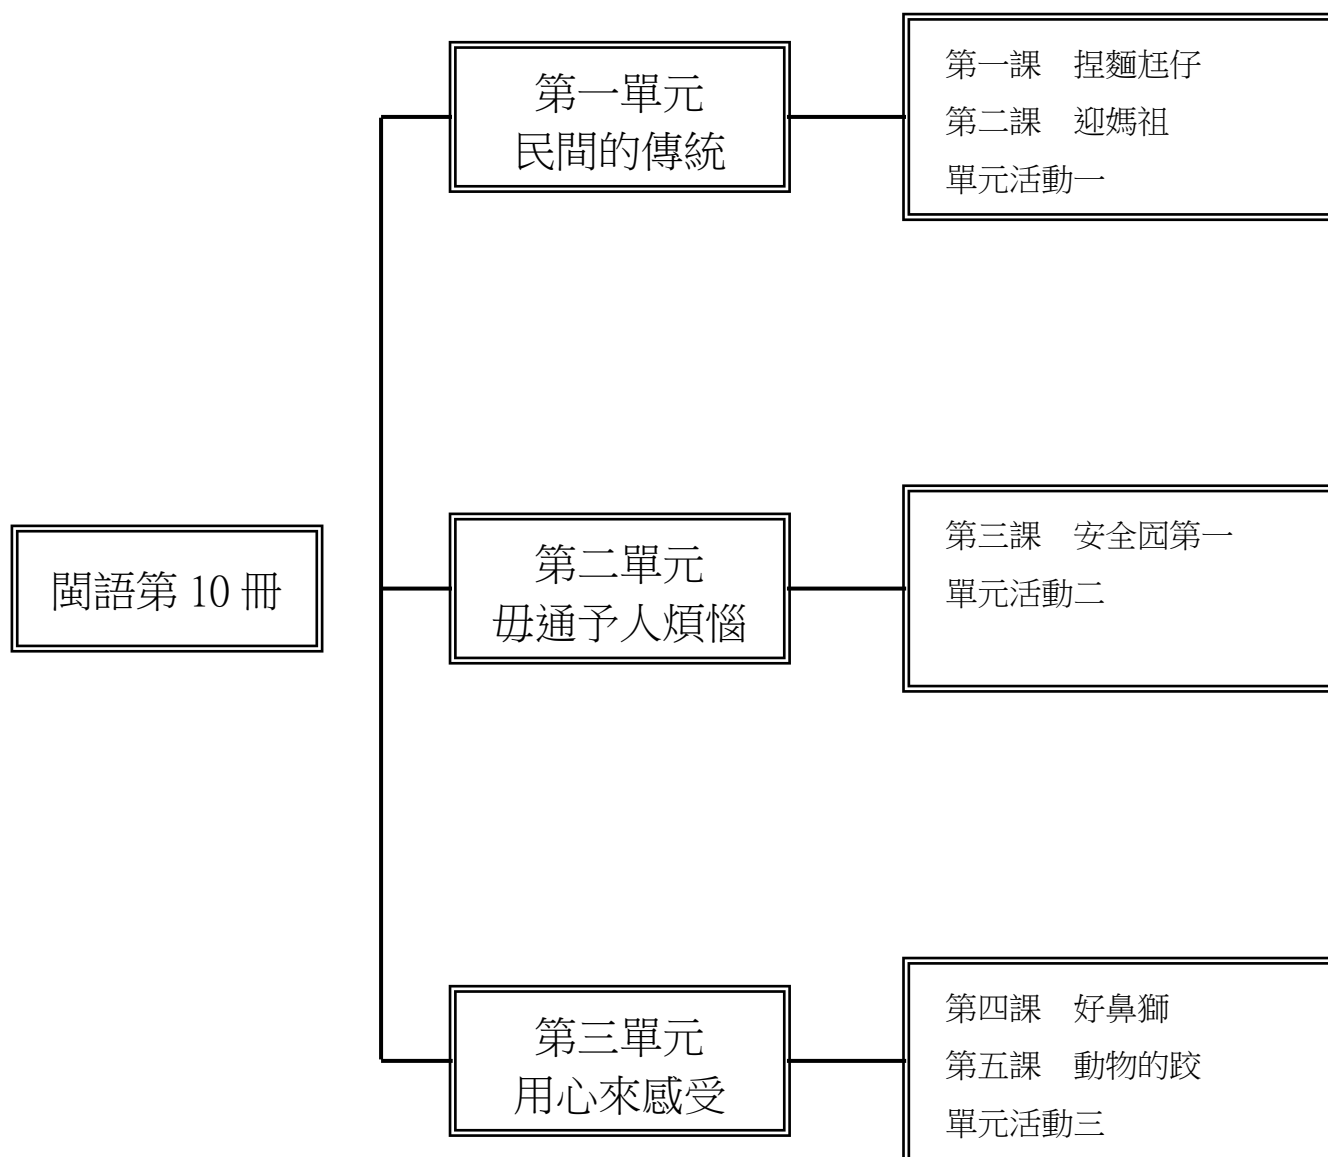 閩語第 10 冊
第一單元
民間的傳統
第一課　捏麵尪仔
第二課　迎媽祖
單元活動一
第二單元
毋通予人煩惱
第三課　安全囥第一
單元活動二
第三單元
用心來感受
第四課　好鼻獅
第五課　動物的跤
單元活動三